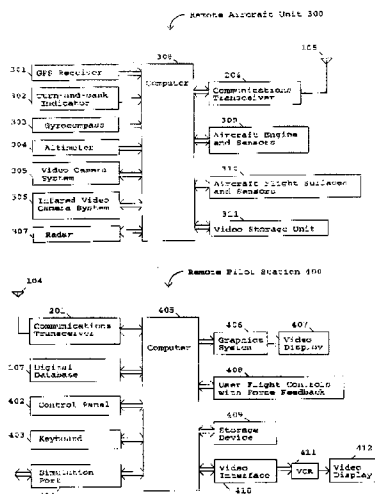 Remote Aircraft Unit 300
308
105
301
GPS Receiver
302
Turn-and-bank
Indicator
303
Gyrocompass
304
Altimeter
305
Video Camera
System
306
Infared Video
Camera System
407
Radar
Computer
204
Communications
Transceiver
309
Aircraft Engine
and Sensors
310
Aircraft Flight Surfaces
and Sensors
311
Video Storage Unit
Remote Pilot Station 400
104
201
Communications
Transceiver
107
Digital
Database
402
Control Panel
403
Keyboard
Simulation
Port
405
Computer
406
Graphics
System
407
Video
Display
408
User Flight Controls
with Force Feedback
409
Storage
Device
Video
Interface
410
411
VCR
412
Video
Display